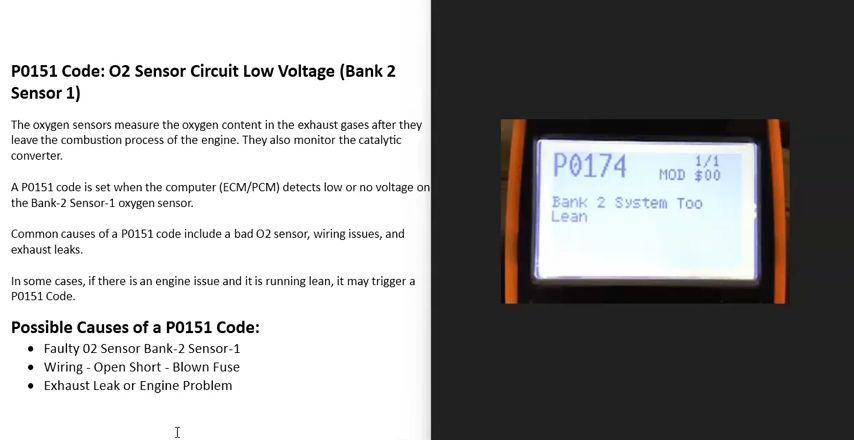 P0151 Code: O2 Sensor Circuit Low Voltage (Bank 2
Sensor 1)
The oxygen sensors measure the oxygen content in the exhaust gases after they
leave the combustion process of the engine. They also monitor the catalytic
converter.
A P0151 code is set when the computer (ECM/PCM) detects low or no voltage on
the Bank-2 Sensor-1 oxygen sensor.
Common causes of a P0151 code include a bad O2 sensor, wiring issues, and
exhaust leaks.
In some cases, if there is an engine issue and it is running lean, it may trigger a
P0151 Code.
Possible Causes of a P0151 Code:
• Faulty 02 Sensor Bank-2 Sensor-1
• Wiring - Open Short - Blown Fuse
• Exhaust Leak or Engine Problem
P0174 1/1
MOD $00
Bank 2 System Too
Lean